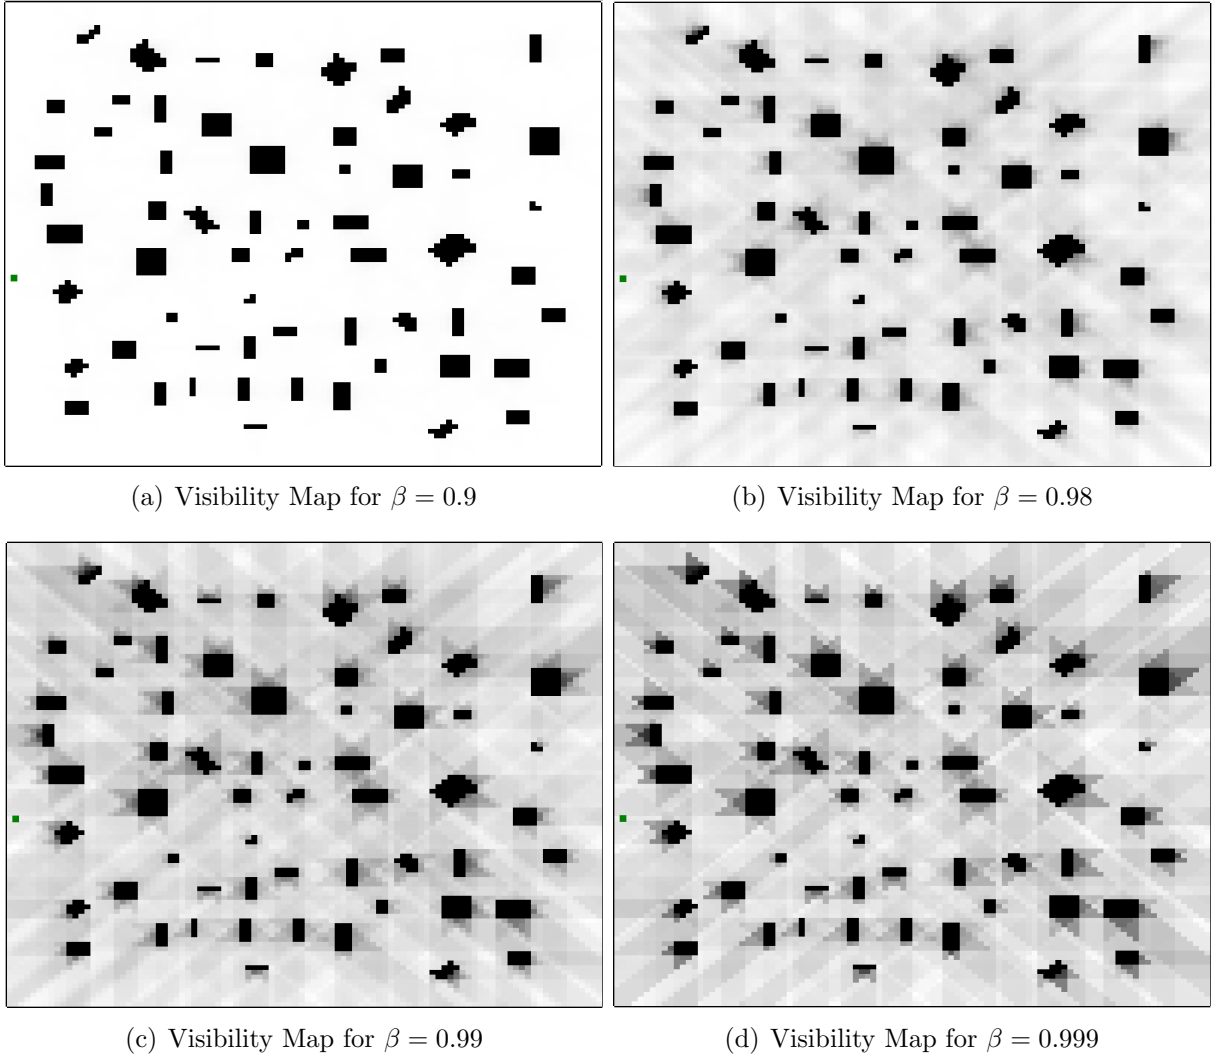 (a) Visibility Map for β = 0.9
(b) Visibility Map for β = 0.98
(c) Visibility Map for β = 0.99
(d) Visibility Map for β = 0.999